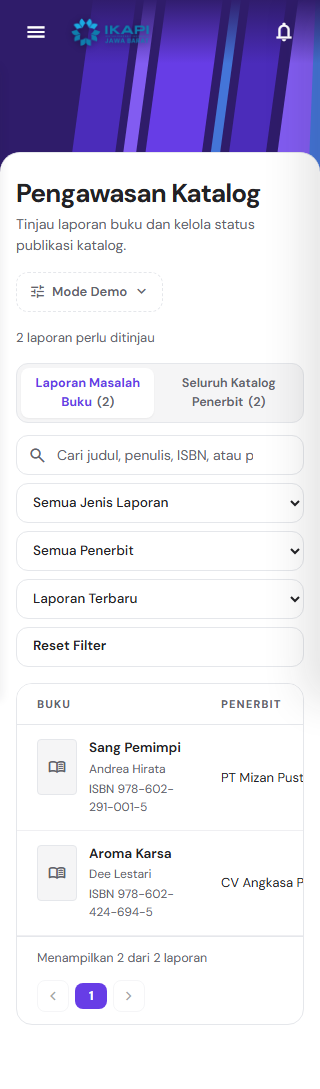 IKAPI
JAWA BARAT
Pengawasan Katalog
Tinjau laporan buku dan kelola status
publikasi katalog.
Mode Demo
2 laporan perlu ditinjau
Laporan Masalah
Buku (2)
Seluruh Katalog
Penerbit (2)
Cari judul, penulis, ISBN, atau p
Semua Jenis Laporan
Semua Penerbit
Laporan Terbaru
Reset Filter
BUKU
PENERBIT
Sang Pemimpi
Andrea Hirata
ISBN 978-602-
291-001-5
PT Mizan Pust
Aroma Karsa
Dee Lestari
ISBN 978-602-
424-694-5
CV Angkasa P
Menampilkan 2 dari 2 laporan
1